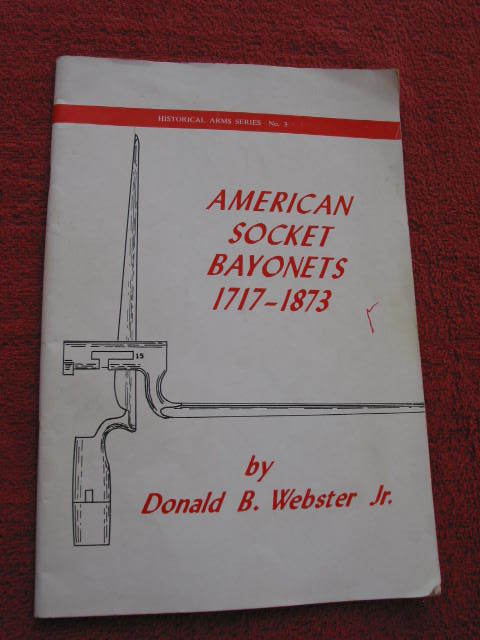 HISTORICAL ARMS SERIES No. 3
AMERICAN
SOCKET
BAYONETS
1717-1873
15
by
Donald B. Webster Jr.